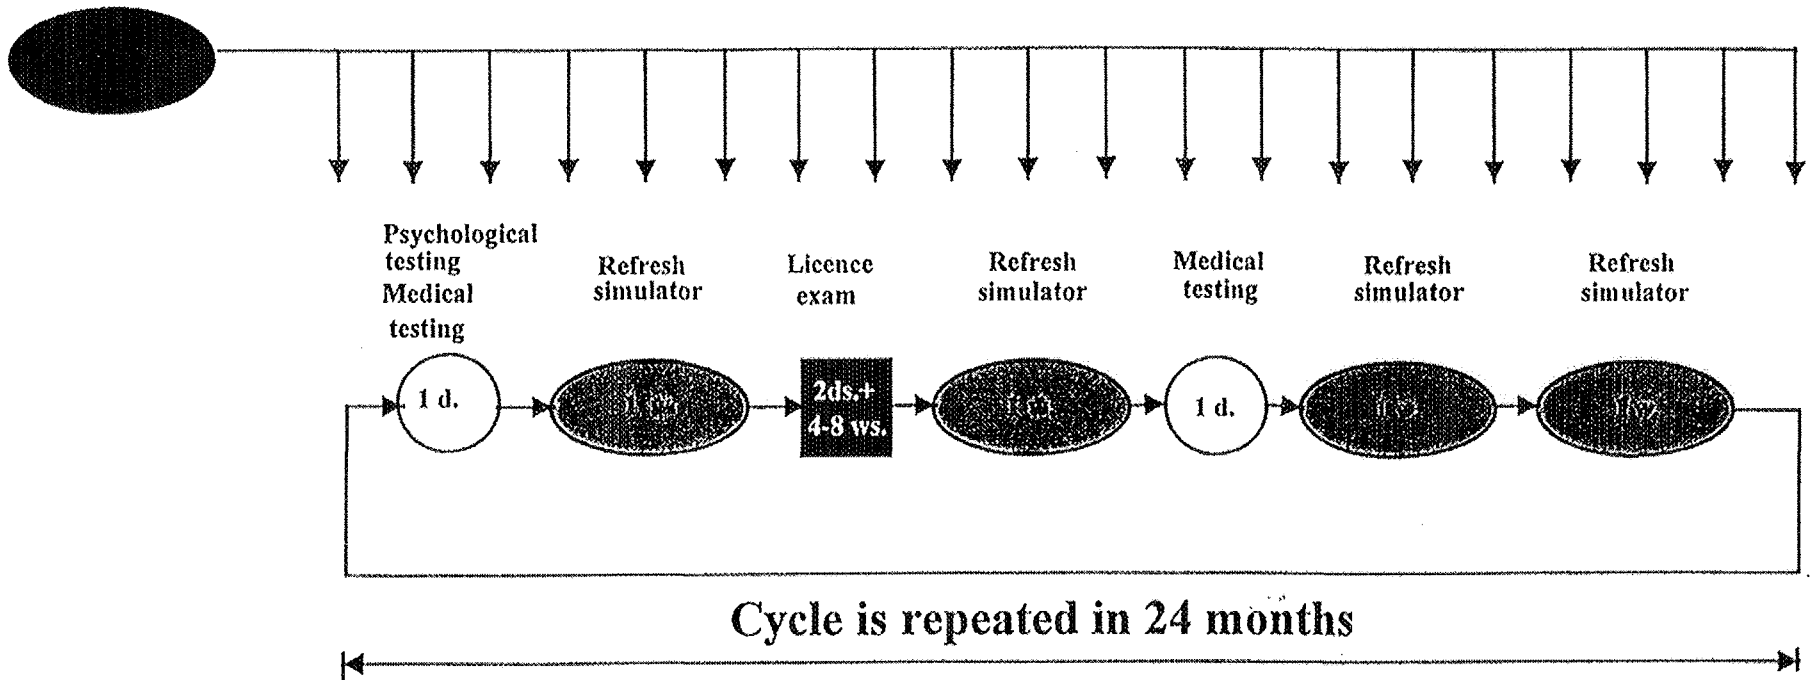 Psychological
testing
Medical
testing
Refresh
simulator
Licence
exam
Refresh
simulator
Medical
testing
Refresh
simulator
Refresh
simulator
1 d.
2ds.+
4-8 ws.
1 d.
Cycle is repeated in 24 months